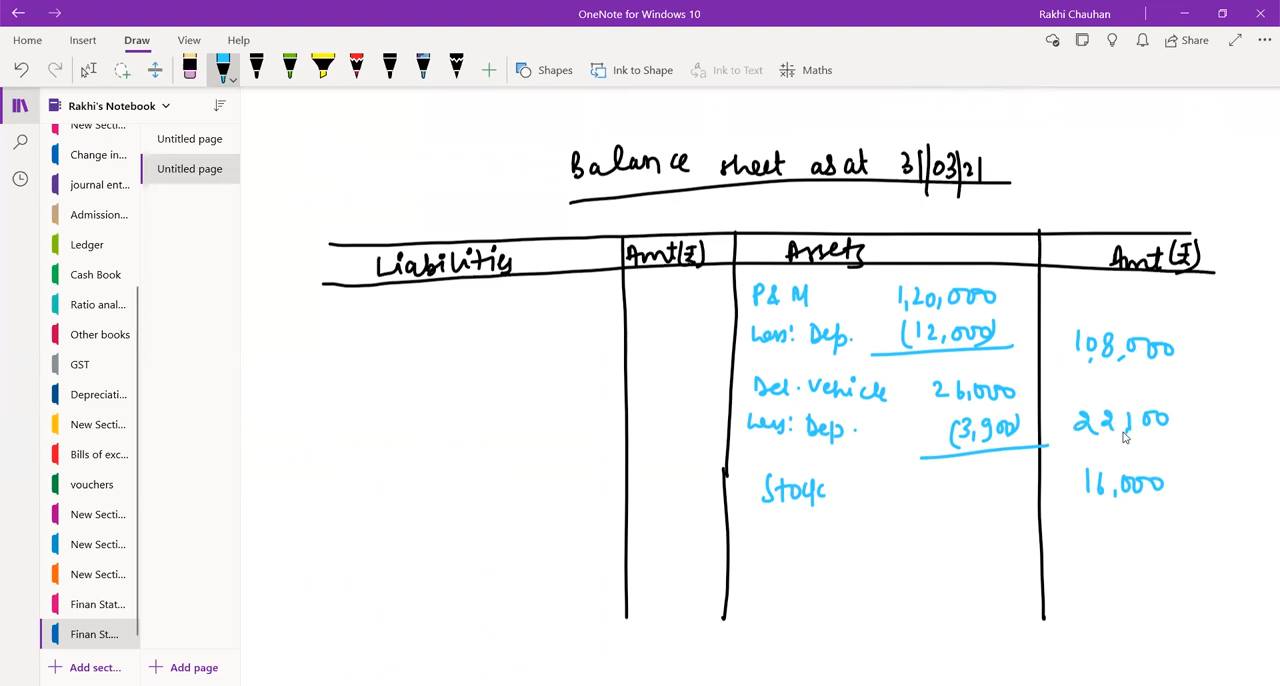 OneNote for Windows 10
Rakhi Chauhan
Home Insert Draw View Help
Share
Shapes Ink to Shape Ink to Text Maths
Rakhi's Notebook
New Secti...
Change in...
journal ent...
Admission...
Ledger
Cash Book
Ratio anal...
Other books
GST
Depreciati...
New Secti...
Bills of exc...
vouchers
New Secti...
New Secti...
New Secti...
Finan Stat...
Finan St....
Add sect...
Untitled page
Untitled page
Add page
Balance sheet as at 31/03/21
Liabilities Amt(₹) Assets Amt(₹)
P & M 1,20,000
Less: Dep. (12,000) 1,08,000
Del. Vehicle 26,000
Less: Dep. (3,900) 22,100
Stock 16,000